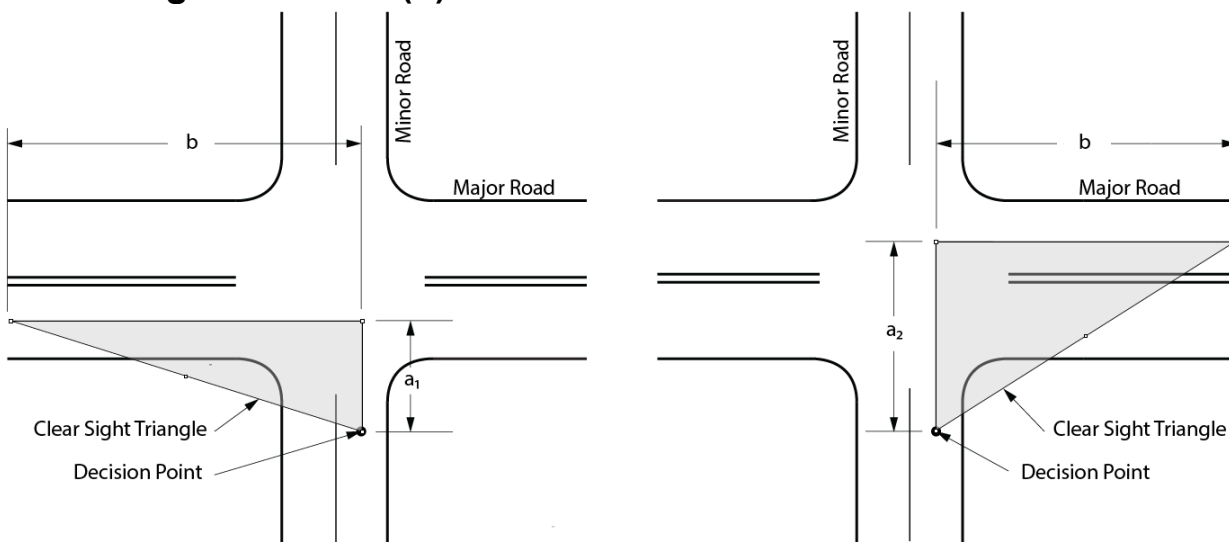 b
Minor Road
Major Road
a₁
Clear Sight Triangle
Decision Point
b
Minor Road
Major Road
a₂
Clear Sight Triangle
Decision Point